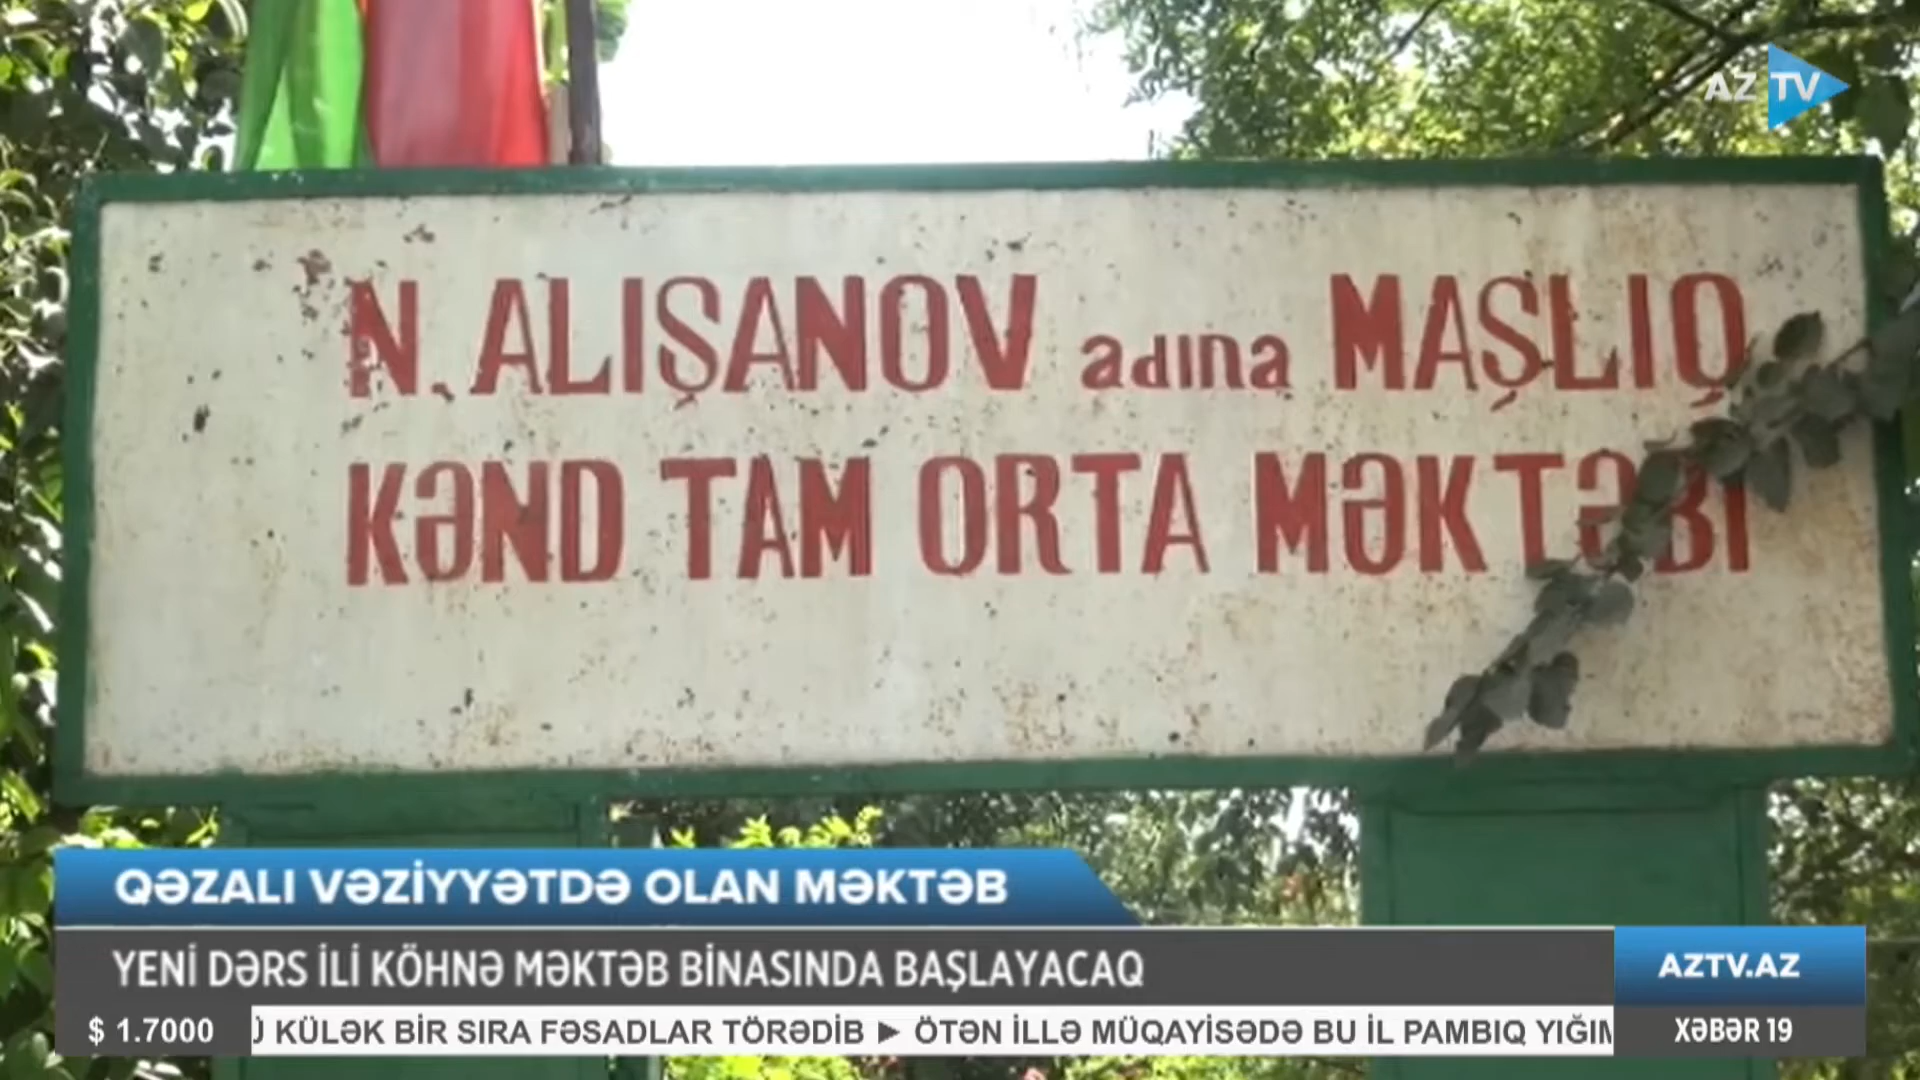 AZ TV
N. ALIŞANOV adına MAŞLIQ
KƏND TAM ORTA MƏKTƏBI
QƏZALI VƏZİYYƏTDƏ OLAN MƏKTƏB
YENİ DƏRS İLİ KÖHNƏ MƏKTƏB BİNASINDA BAŞLAYACAQ
AZTV.AZ
$ 1.7000
KÜLƏK BİR SIRA FƏSADLAR TÖRƏDİB ► ÖTƏN İLLƏ MÜQAYİSƏDƏ BU İL PAMBIQ
XƏBƏR 19